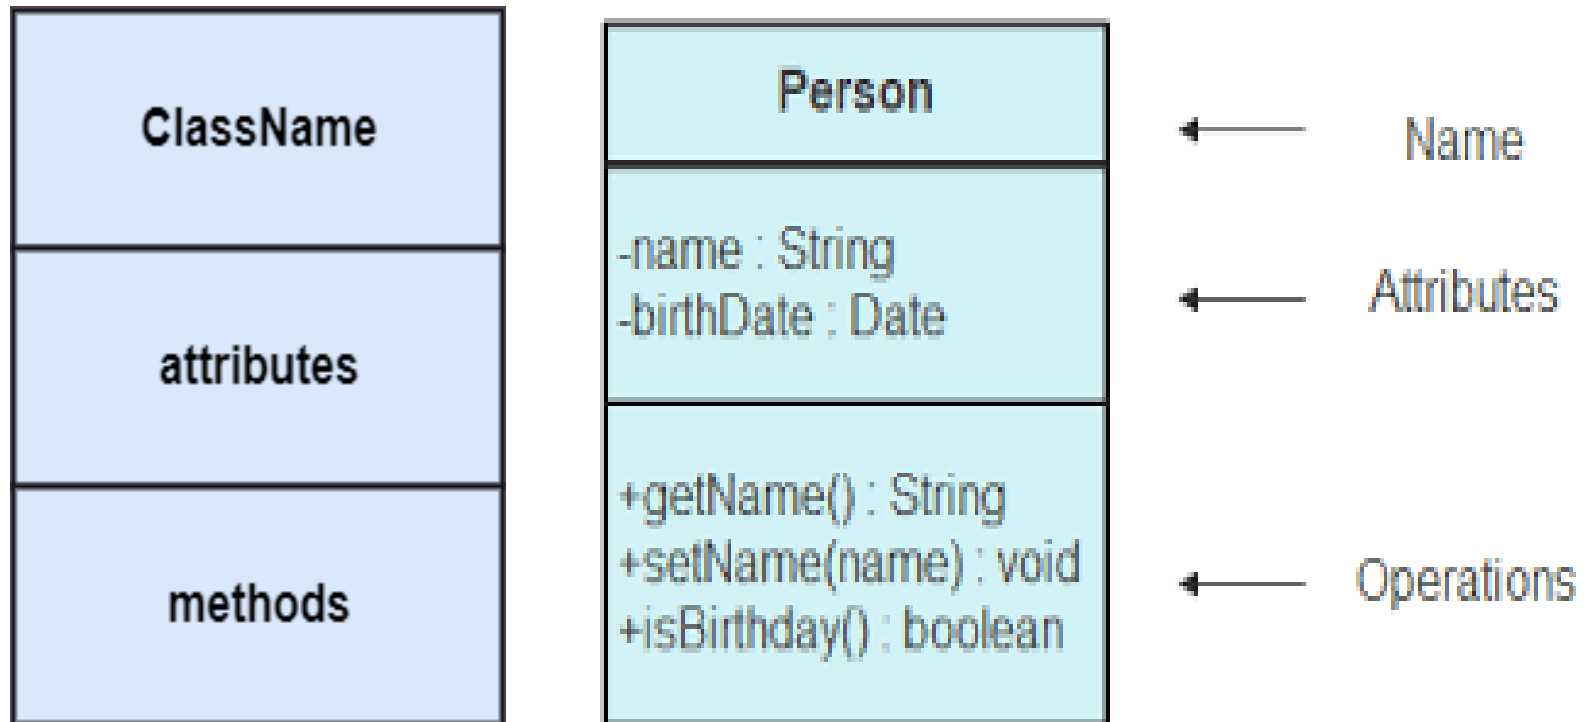 ClassName
attributes
methods
Person
-name : String
-birthDate : Date
+getName() : String
+setName(name) : void
+isBirthday() : boolean
Name
Attributes
Operations